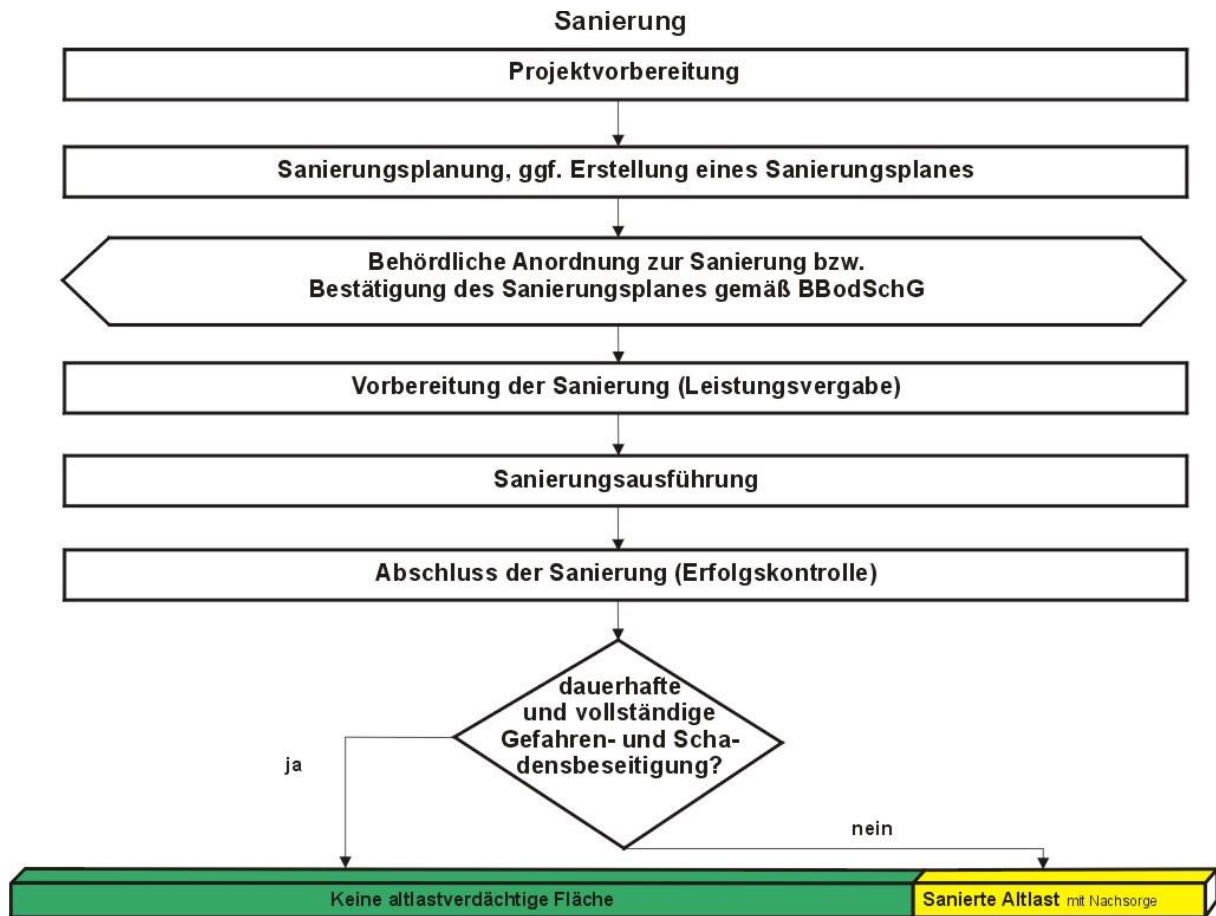 Sanierung
Projektvorbereitung
Sanierungsplanung, ggf. Erstellung eines Sanierungsplanes
Behördliche Anordnung zur Sanierung bzw.
Bestätigung des Sanierungsplanes gemäß BBodSchG
Vorbereitung der Sanierung (Leistungsvergabe)
Sanierungsausführung
Abschluss der Sanierung (Erfolgskontrolle)
dauerhafte
und vollständige
Gefahren- und Scha-
densbeseitigung?
ja
nein
Keine altlastverdächtige Fläche
Sanierte Altlast mit Nachsorge